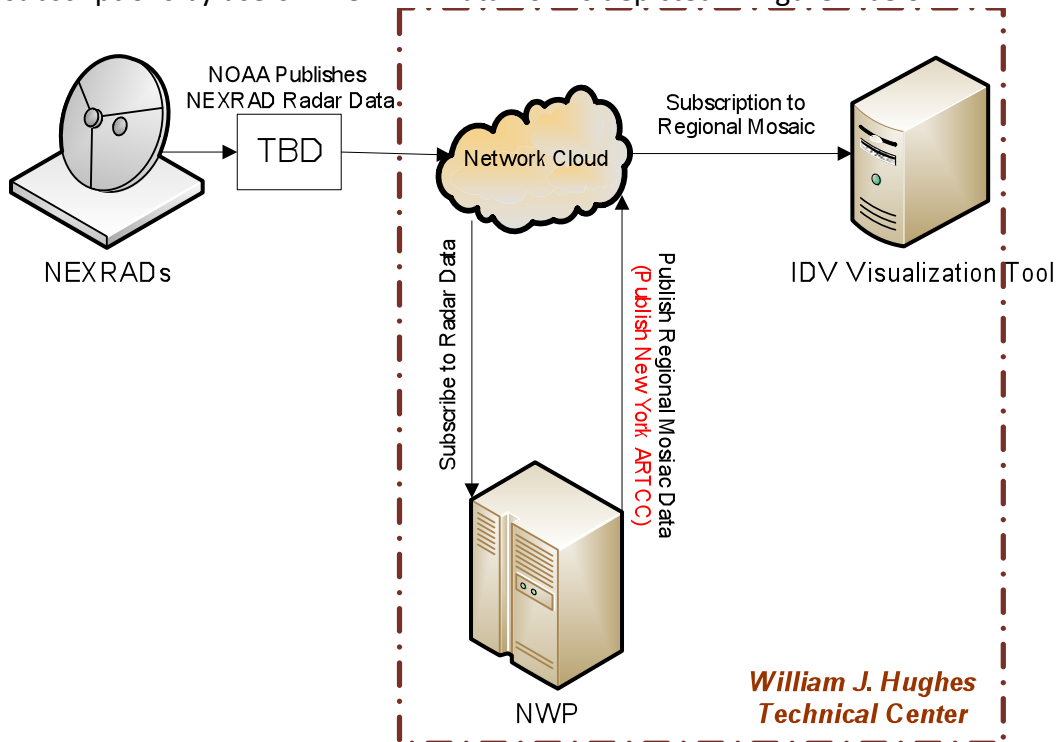 NOAA Publishes
NEXRAD Radar Data
TBD
Network Cloud
Subscription to
Regional Mosaic
NEXRADs
IDV Visualization Tool
Subscribe to Radar Data
Publish Regional Mosiac Data
(Publish New York ARTCC)
NWP
William J. Hughes
Technical Center